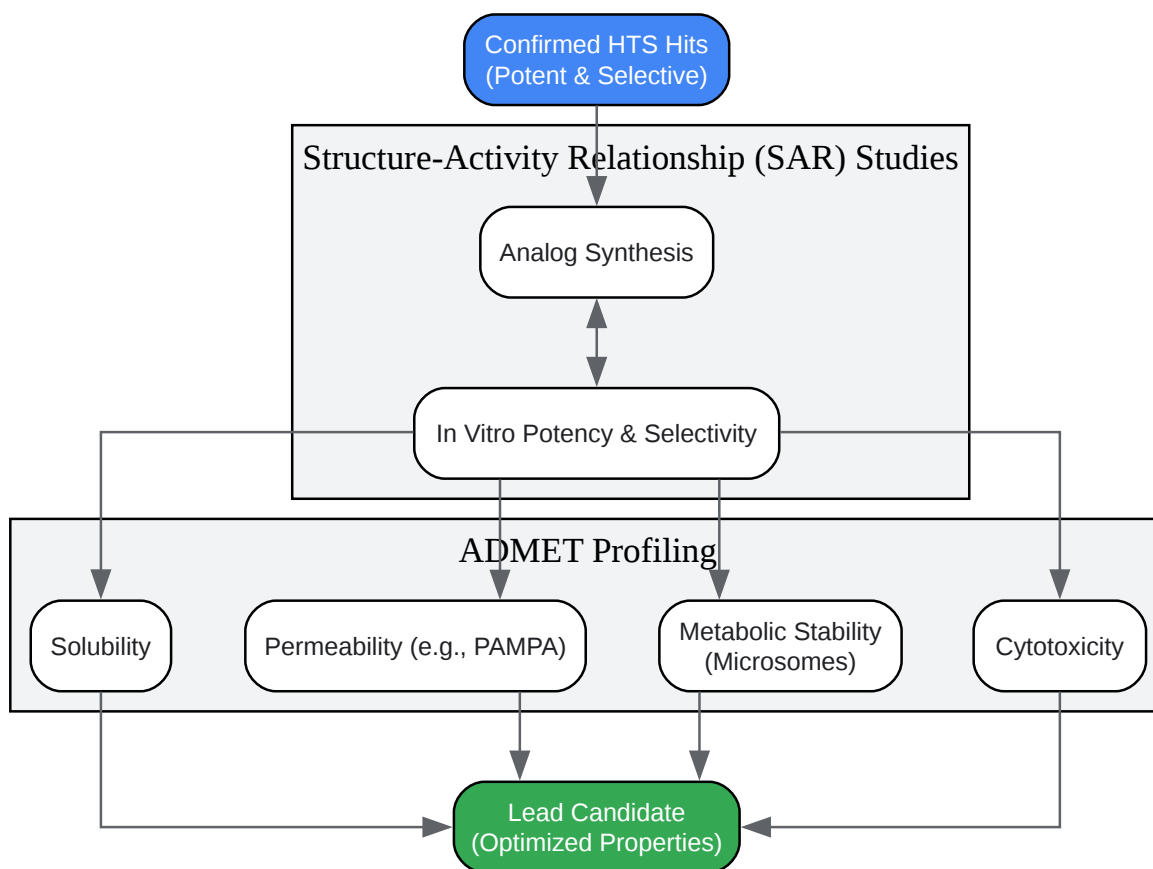 Confirmed HTS Hits
(Potent & Selective)
Structure-Activity Relationship (SAR) Studies
Analog Synthesis
In Vitro Potency & Selectivity
ADMET Profiling
Solubility
Permeability (e.g., PAMPA)
Metabolic Stability
(Microsomes)
Cytotoxicity
Lead Candidate
(Optimized Properties)